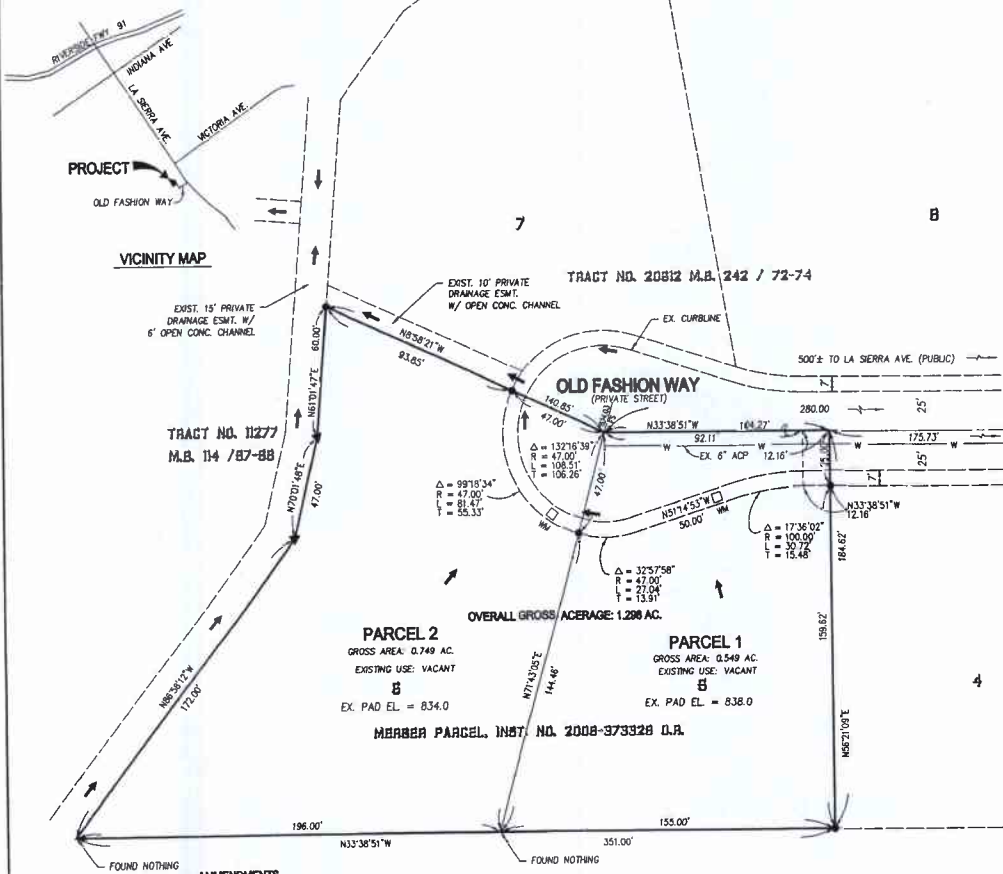 RIVERSIDE FWY 91
INDIANA AVE
LA SIERRA AVE.
VICTORIA AVE.
PROJECT
OLD FASHION WAY
VICINITY MAP
7
8
TRACT NO. 20812 M.B. 242 / 72-74
EXIST. 15' PRIVATE
DRAINAGE ESMT. W/
6' OPEN CONC. CHANNEL
EXIST. 10' PRIVATE
DRAINAGE ESMT.
W/ OPEN CONC. CHANNEL
EX. CURBLINE
500'± TO LA SIERRA AVE. (PUBLIC)
7'
N8'58'21"W
93.85'
60.00'
N61'01'47"E
OLD FASHION WAY
(PRIVATE STREET)
140.85'
47.00'
280.00
25'
N33'38'51"W
104.27'
92.11'
175.73'
W W W W W
EX. 6" ACP
12.16'
25'
TRACT NO. 11277
M.B. 114 /87-88
Δ = 132'16'39"
R = 47.00'
L = 108.51'
T = 106.26'
47.00'
Δ = 99'18'34"
R = 47.00'
L = 81.47'
T = 55.33'
N70'01'48"E
47.00'
WM
N51'4'53"W
50.00'
WM
N33'38'51"W
12.16
Δ = 17'36'02"
R = 100.00'
L = 30.72'
T = 15.48'
184.62'
Δ = 32'57'58"
R = 47.00'
L = 27.04'
T = 13.91'
OVERALL GROSS ACERAGE: 1.298 AC.
PARCEL 2
GROSS AREA: 0.749 AC.
EXISTING USE: VACANT
EX. PAD EL. = 834.0
PARCEL 1
GROSS AREA: 0.549 AC.
EXISTING USE: VACANT
EX. PAD EL. = 838.0
159.62'
N71'43'05"E
144.46'
N86'58'12"W
172.00'
4
N56'21'09"E
MERGER PARCEL, INST. NO. 2008-373328 O.R.
196.00'
155.00'
N33'38'51"W
351.00'
FOUND NOTHING
FOUND NOTHING